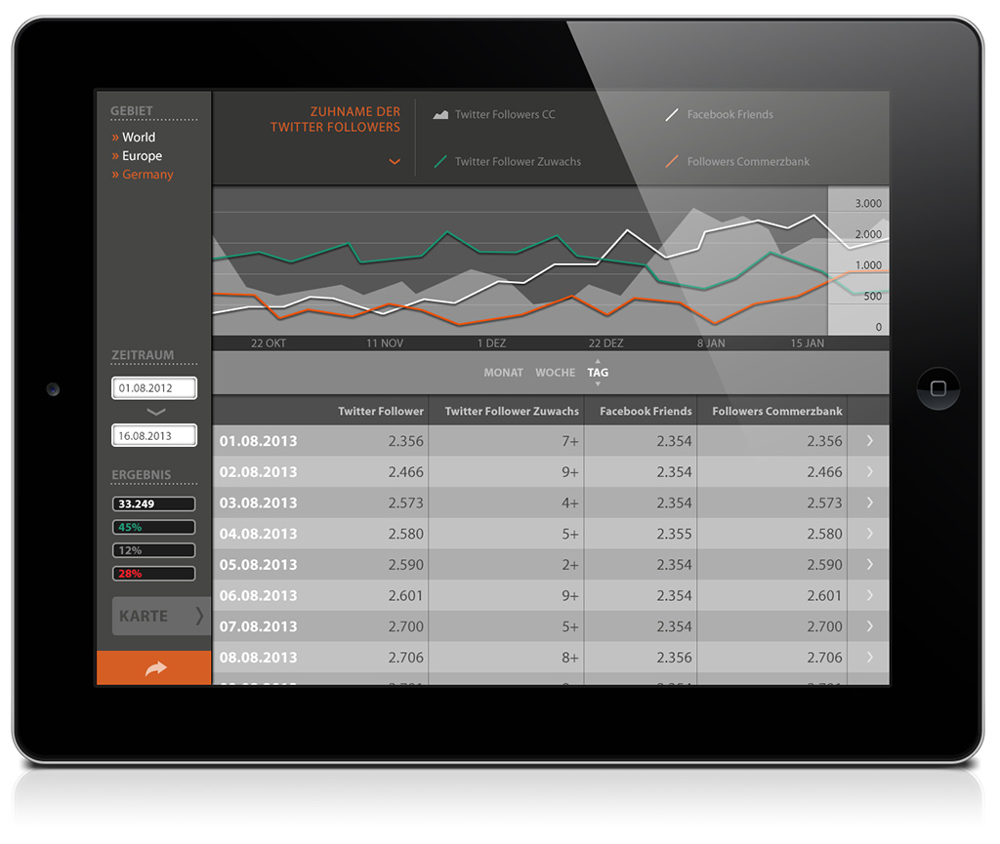 GEBIET
» World
» Europe
» Germany
ZUHNAME DER
TWITTER FOLLOWERS
Twitter Followers CC
Facebook Friends
Twitter Follower Zuwachs
Followers Commerzbank
3.000
2.000
1.000
500
0
22 OKT 11 NOV 1 DEZ 22 DEZ 8 JAN 15 JAN
ZEITRAUM
01.08.2012
16.08.2013
ERGEBNIS
33.249
45%
12%
28%
KARTE
MONAT WOCHE TAG
Twitter Follower Twitter Follower Zuwachs Facebook Friends Followers Commerzbank
01.08.2013 2.356 7+ 2.354 2.356
02.08.2013 2.466 9+ 2.354 2.466
03.08.2013 2.573 4+ 2.354 2.573
04.08.2013 2.580 5+ 2.355 2.580
05.08.2013 2.590 2+ 2.354 2.590
06.08.2013 2.601 9+ 2.354 2.601
07.08.2013 2.700 5+ 2.354 2.700
08.08.2013 2.706 8+ 2.356 2.706